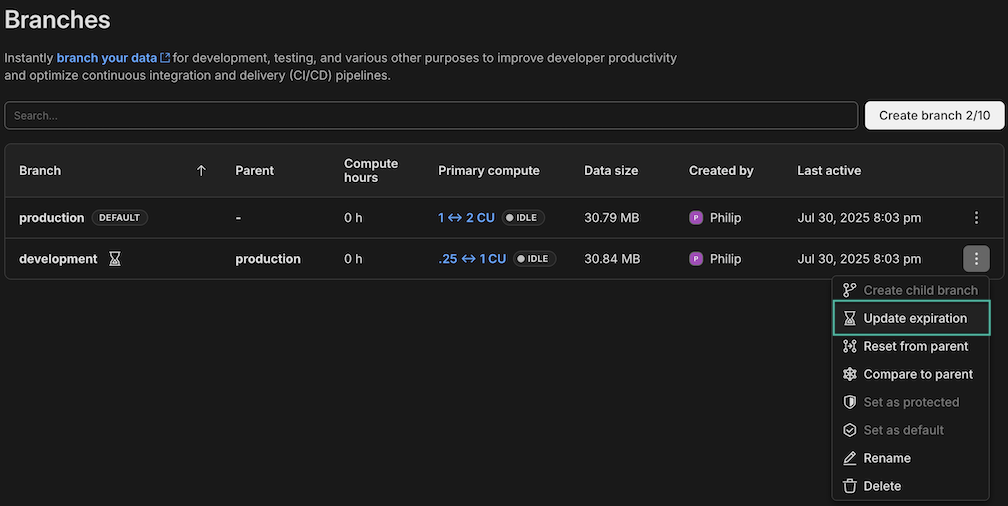 Branches
Instantly branch your data for development, testing, and various other purposes to improve developer productivity
and optimize continuous integration and delivery (CI/CD) pipelines.
Search...
Create branch 2/10
Branch Parent Compute hours Primary compute Data size Created by Last active
production DEFAULT - 0 h 1 ↔ 2 CU IDLE 30.79 MB P Philip Jul 30, 2025 8:03 pm
development production 0 h .25 ↔ 1 CU IDLE 30.84 MB P Philip Jul 30, 2025 8:03 pm
Create child branch
Update expiration
Reset from parent
Compare to parent
Set as protected
Set as default
Rename
Delete